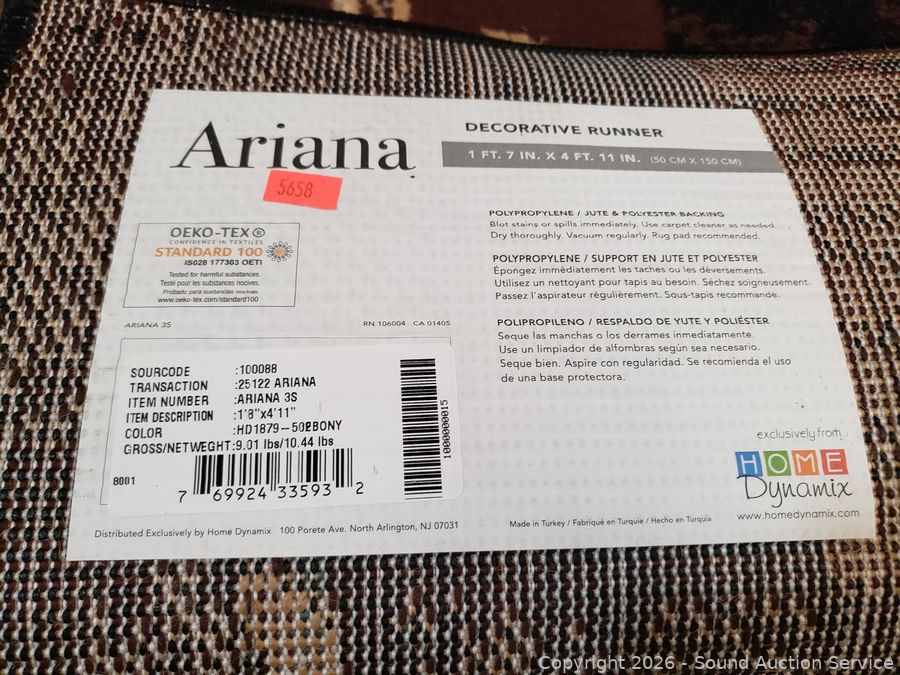 Ariana
5658
DECORATIVE RUNNER
1 FT. 7 IN. X 4 FT. 11 IN. (50 CM X 150 CM)
OEKO-TEX®
CONFIDENCE IN TEXTILES
STANDARD 100
IS028 177303 OETI
Tested for harmful substances.
Testé pour les substances nocives.
Probado para sustancias nocivas.
www.oeko-tex.com/standard100
ARIANA 3S
RN 106004 CA 01405
POLYPROPYLENE / JUTE & POLYESTER BACKING
Blot stains or spills immediately. Use carpet cleaner as needed.
Dry thoroughly. Vacuum regularly. Rug pad recommended.
POLYPROPYLENE / SUPPORT EN JUTE ET POLYESTER
Épongez immédiatement les taches ou les déversements.
Utilisez un nettoyant pour tapis au besoin. Séchez soigneusement.
Passez l'aspirateur régulièrement. Sous-tapis recommandé.
POLIPROPILENO / RESPALDO DE YUTE Y POLIÉSTER
Seque las manchas o los derrames inmediatamente.
Use un limpiador de alfombras según sea necesario.
Seque bien. Aspire con regularidad. Se recomienda el uso
de una base protectora.
SOURCODE :100088
TRANSACTION :25122 ARIANA
ITEM NUMBER :ARIANA 3S
ITEM DESCRIPTION :1'8"x4'11"
COLOR :HD1879-502EBONY
GROSS/NETWEGHT:9.01 lbs/10.44 lbs
8001
7 69924 33593 2
1000000015
exclusively from
HOME
Dynamix
www.homedynamix.com
Distributed Exclusively by Home Dynamix 100 Porete Ave. North Arlington, NJ 07031
Made in Turkey / Fabriqué en Turquie / Hecho en Turquia
Copyright 2026 - Sound Auction Service